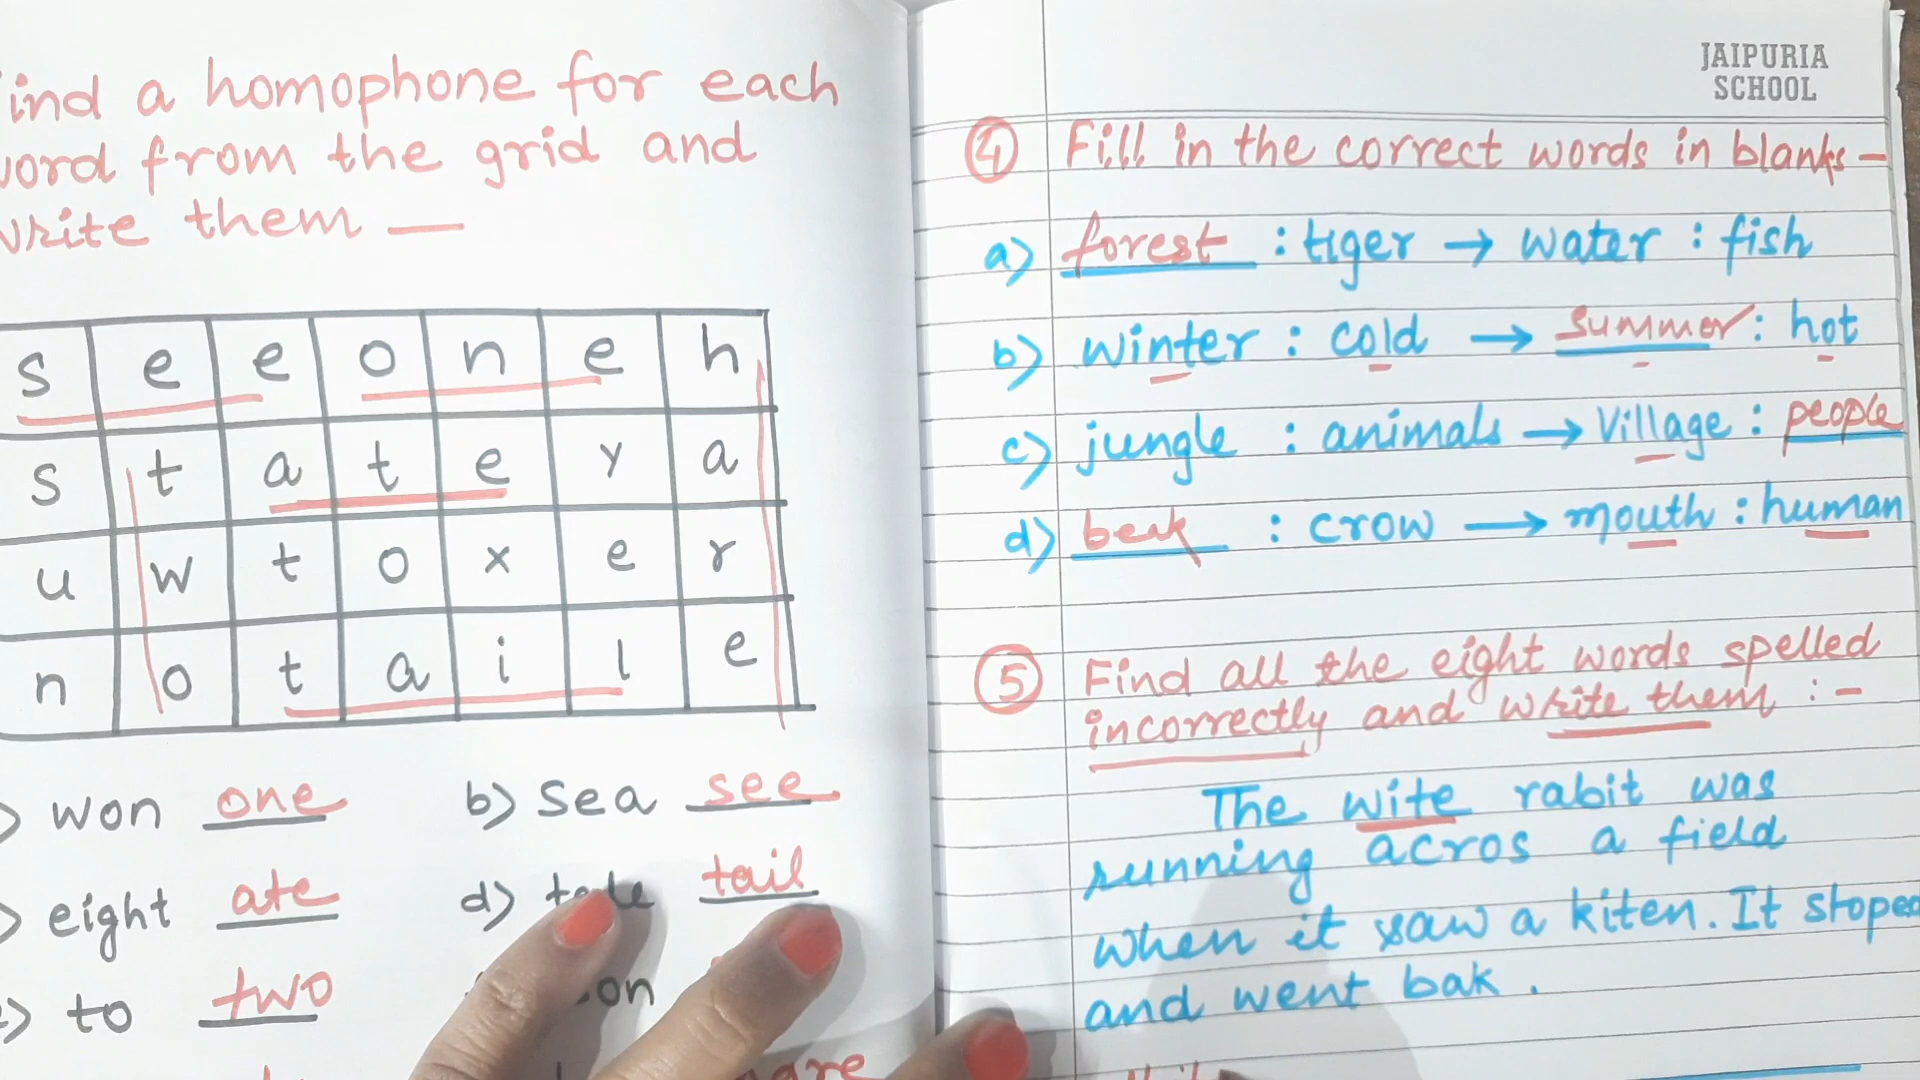 ind a homophone for each
word from the grid and
write them —
s e e o n e h
s t a t e y a
u w t o x e r
n o t a i l e
won one b) sea see
eight ate d) tail
to two
JAIPURIA
SCHOOL
④ Fill in the correct words in blanks -
a) forest : tiger → water : fish
b) winter : cold → summer : hot
c) jungle : animals → Village : people
d) beak : crow → mouth : human
⑤ Find all the eight words spelled
incorrectly and write them :-
The wite rabit was
running acros a field
when it saw a kiten. It stoped
and went bak .